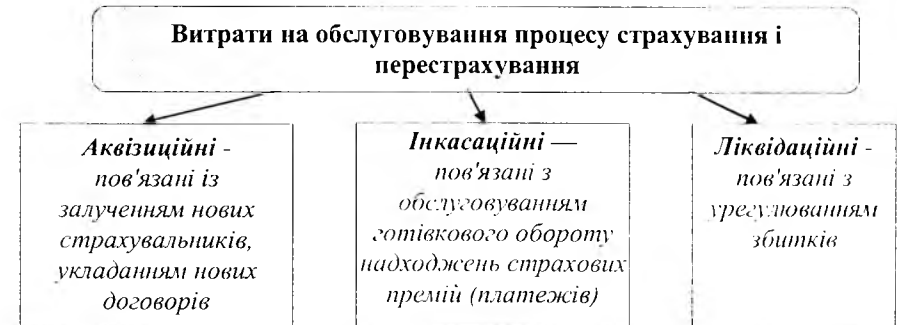 Витрати на обслуговування процесу страхування і
перестрахування
Аквізиційні -
пов'язані із
залученням нових
страхувальників,
укладанням нових
договорів
Інкасаційні —
пов'язані з
обслуговуванням
готівкового обороту
надходжень страхових
премій (платежів)
Ліквідаційні -
пов'язані з
урегулюванням
збитків